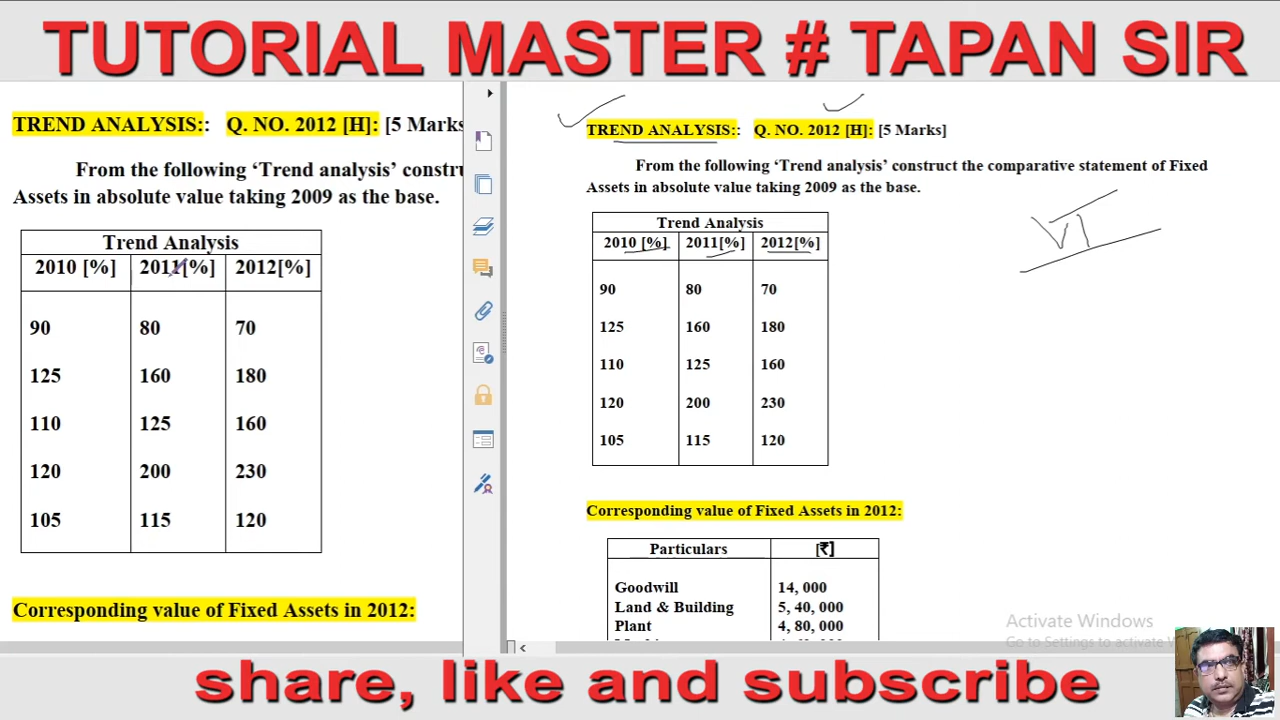 TUTORIAL MASTER # TAPAN SIR
TREND ANALYSIS:: Q. NO. 2012 [H]: [5 Marks
From the following ‘Trend analysis’ constru
Assets in absolute value taking 2009 as the base.
Trend Analysis
2010 [%] 2011[%] 2012[%]
90 80 70
125 160 180
110 125 160
120 200 230
105 115 120
Corresponding value of Fixed Assets in 2012:
TREND ANALYSIS:: Q. NO. 2012 [H]: [5 Marks]
From the following ‘Trend analysis’ construct the comparative statement of Fixed
Assets in absolute value taking 2009 as the base.
Trend Analysis
2010 [%] 2011[%] 2012[%]
90 80 70
125 160 180
110 125 160
120 200 230
105 115 120
Corresponding value of Fixed Assets in 2012:
Particulars [₹]
Goodwill 14, 000
Land & Building 5, 40, 000
Plant 4, 80, 000
Activate Windows
Go to Settings to activate W
share, like and subscribe